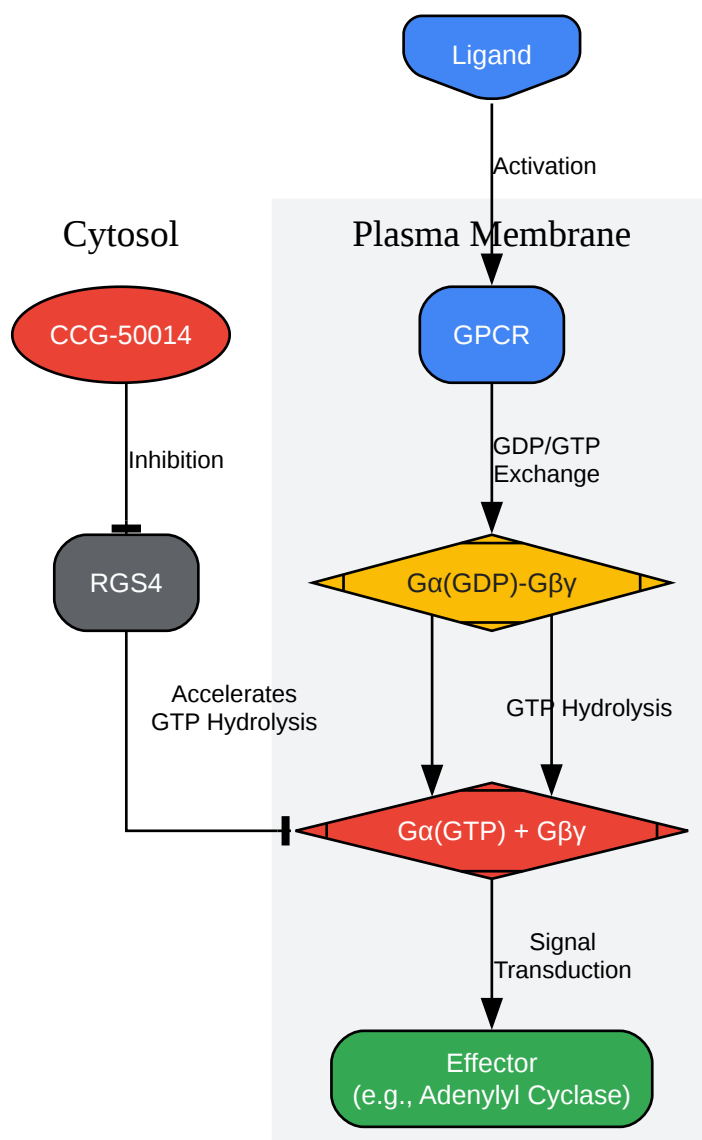 Ligand
Activation
Cytosol
Plasma Membrane
CCG-50014
GPCR
Inhibition
GDP/GTP
Exchange
RGS4
Gα(GDP)-Gβγ
Accelerates
GTP Hydrolysis
GTP Hydrolysis
Gα(GTP) + Gβγ
Signal
Transduction
Effector
(e.g., Adenylyl Cyclase)